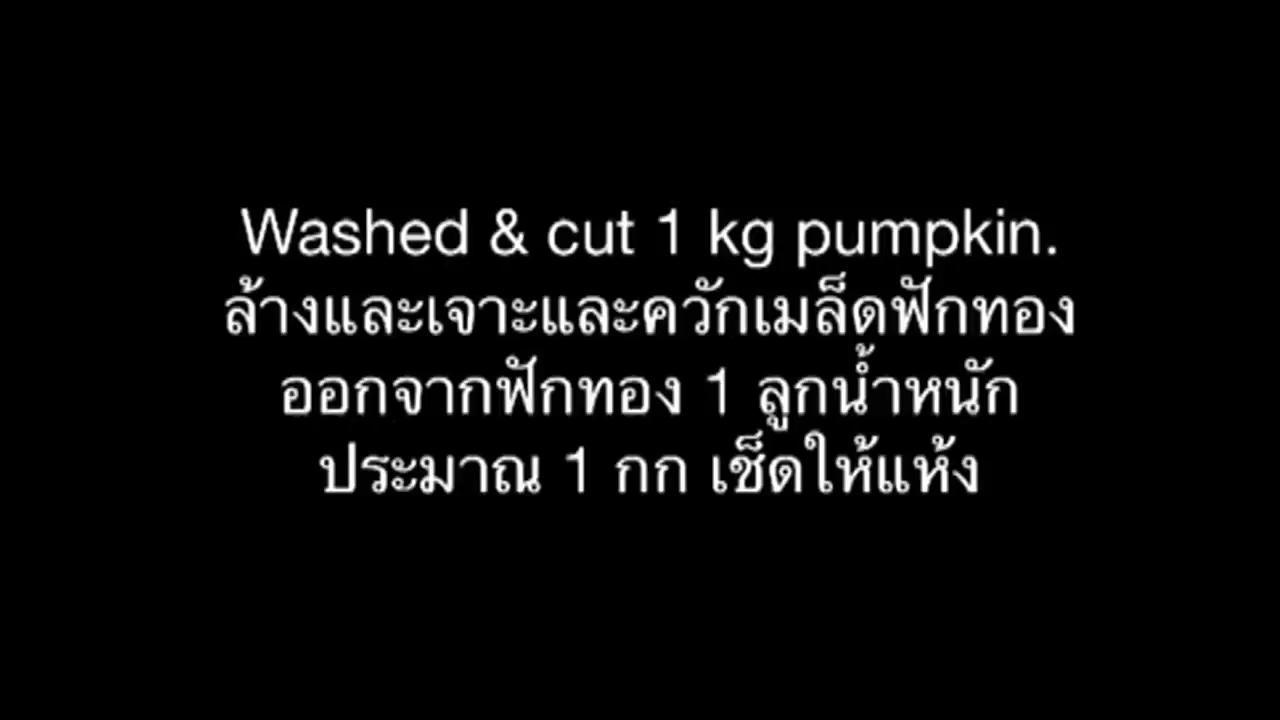 Washed & cut 1 kg pumpkin.
ล้างและเจาะและควักเมล็ดฟักทอง
ออกจากฟักทอง 1 ลูกน้ำหนัก
ประมาณ 1 กก เช็ดให้แห้ง